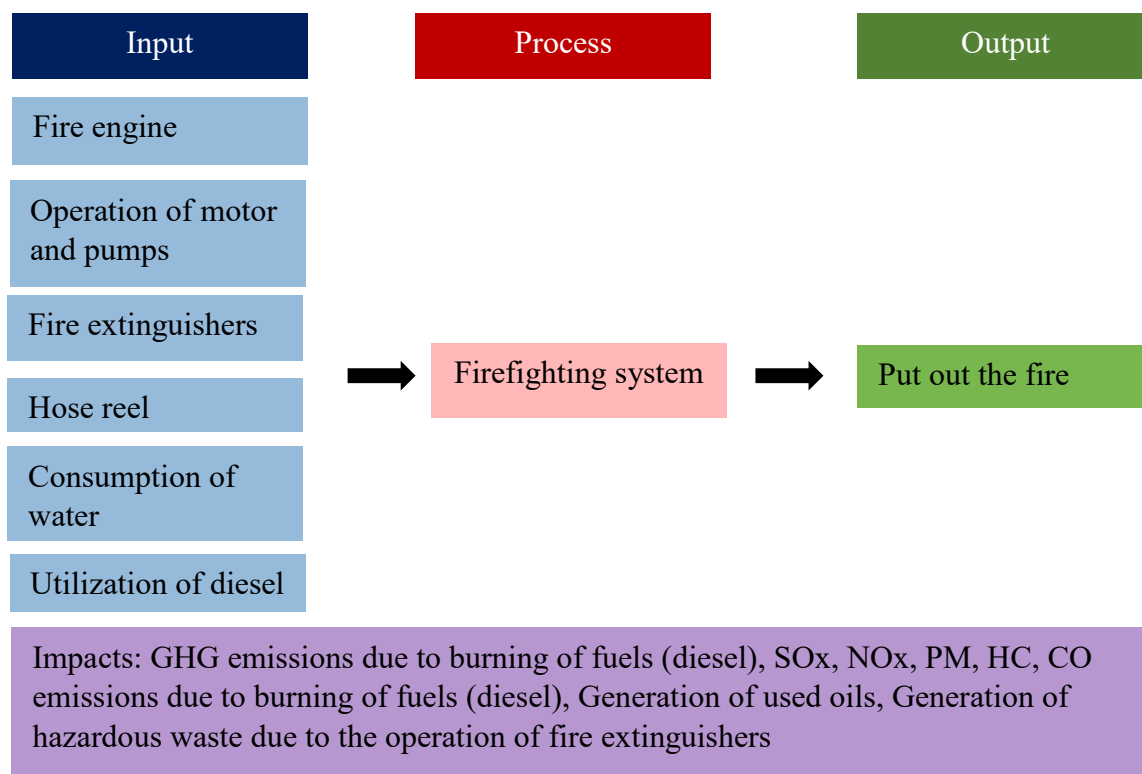 Input
Process
Output
Fire engine
Operation of motor
and pumps
Fire extinguishers
Hose reel
Consumption of
water
Utilization of diesel
Firefighting system
Put out the fire
Impacts: GHG emissions due to burning of fuels (diesel), SOx, NOx, PM, HC, CO
emissions due to burning of fuels (diesel), Generation of used oils, Generation of
hazardous waste due to the operation of fire extinguishers